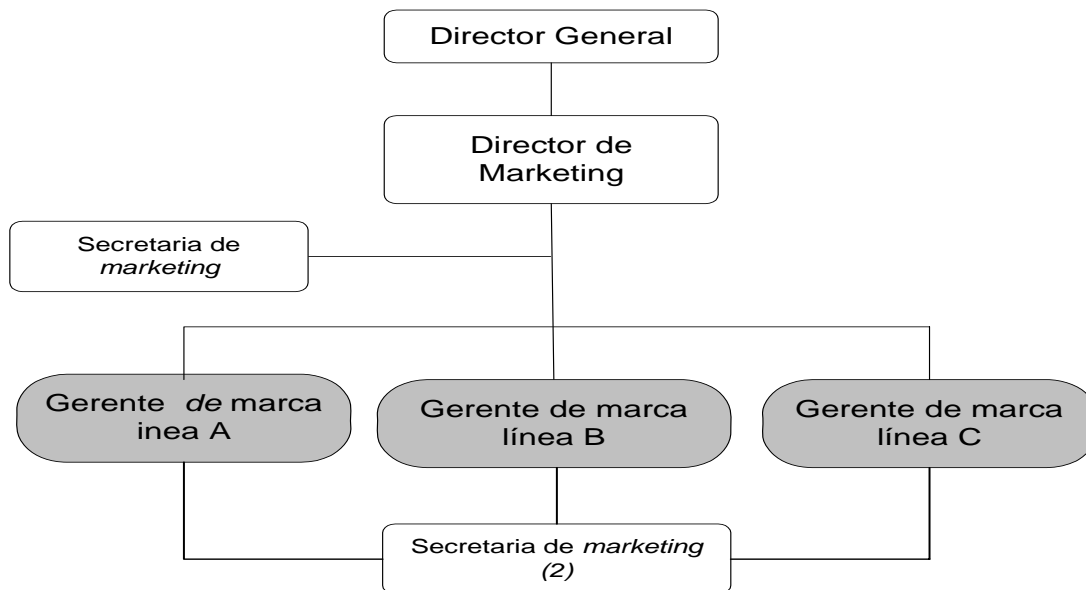 Director General
Director de
Marketing
Secretaria de
marketing
Gerente de marca
inea A
Gerente de marca
línea B
Gerente de marca
línea C
Secretaria de marketing
(2)